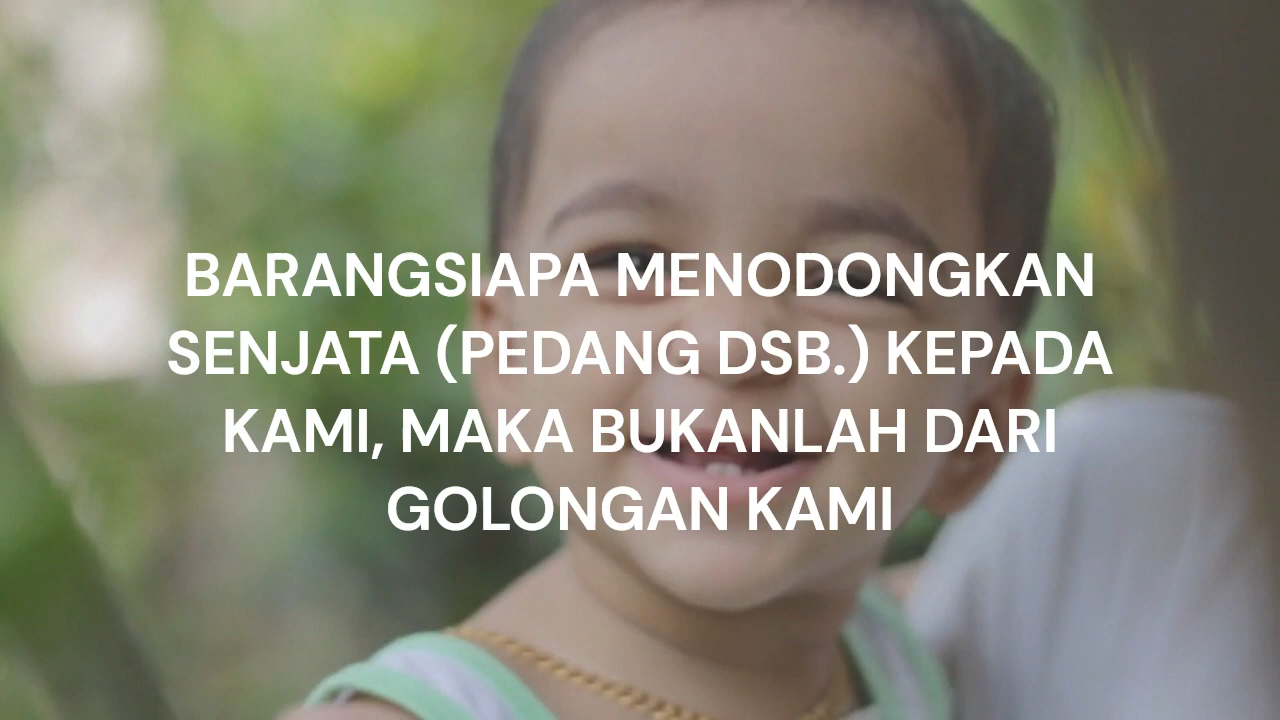 BARANGSIAPA MENODONGKAN
SENJATA (PEDANG DSB.) KEPADA
KAMI, MAKA BUKANLAH DARI
GOLONGAN KAMI